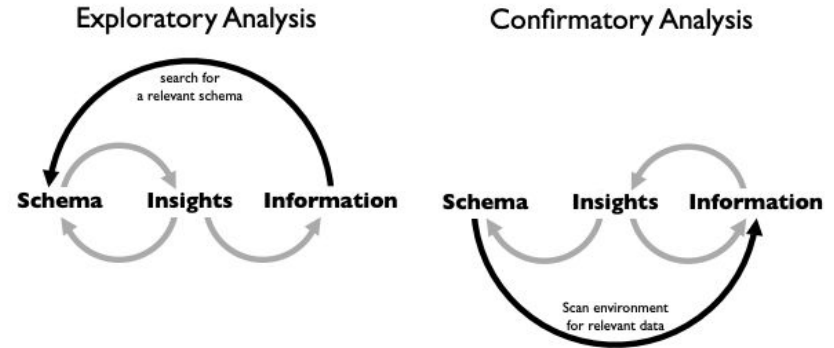 Exploratory Analysis
search for
a relevant schema
Schema Insights Information
Confirmatory Analysis
Schema Insights Information
Scan environment
for relevant data